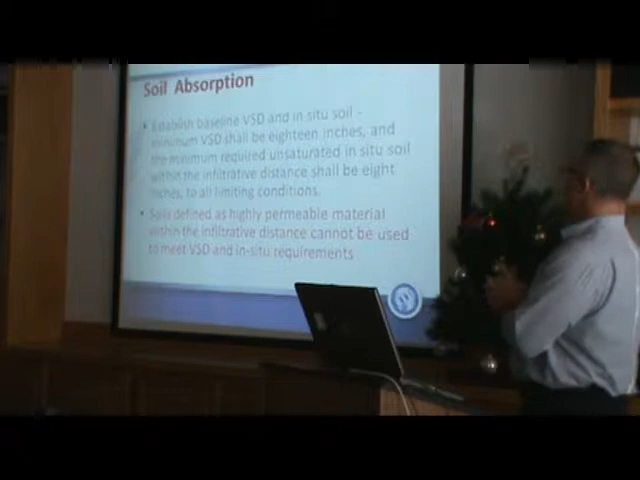 Soil Absorption
• Establish baseline VSD and in situ soil -
minimum VSD shall be eighteen inches, and
the minimum required unsaturated in situ soil
within the infiltrative distance shall be eight
inches, to all limiting conditions.
• Soils defined as highly permeable material
within the infiltrative distance cannot be used
to meet VSD and in-situ requirements